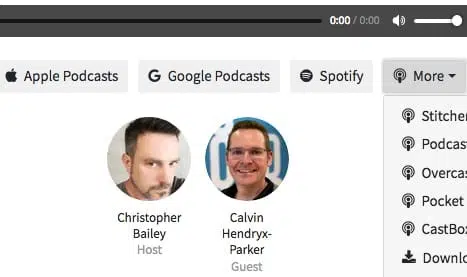 0:00 / 0:00
Apple Podcasts Google Podcasts Spotify More
Stitcher
Podcas
Overcas
Pocket
CastBox
Downlo
Christopher Calvin
Bailey Hendryx-
Host Parker
Guest